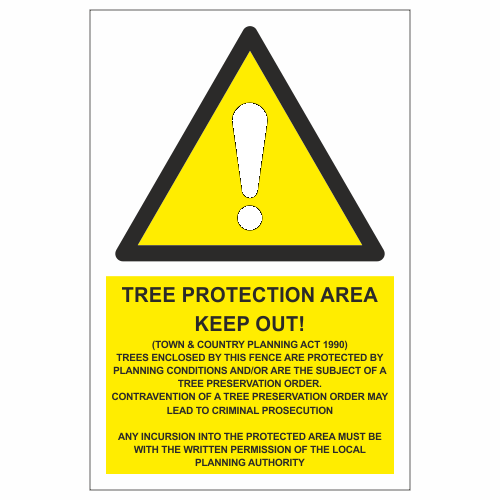 TREE PROTECTION AREA
KEEP OUT!
(TOWN & COUNTRY PLANNING ACT 1990)
TREES ENCLOSED BY THIS FENCE ARE PROTECTED BY
PLANNING CONDITIONS AND/OR ARE THE SUBJECT OF A
TREE PRESERVATION ORDER.
CONTRAVENTION OF A TREE PRESERVATION ORDER MAY
LEAD TO CRIMINAL PROSECUTION
ANY INCURSION INTO THE PROTECTED AREA MUST BE
WITH THE WRITTEN PERMISSION OF THE LOCAL
PLANNING AUTHORITY